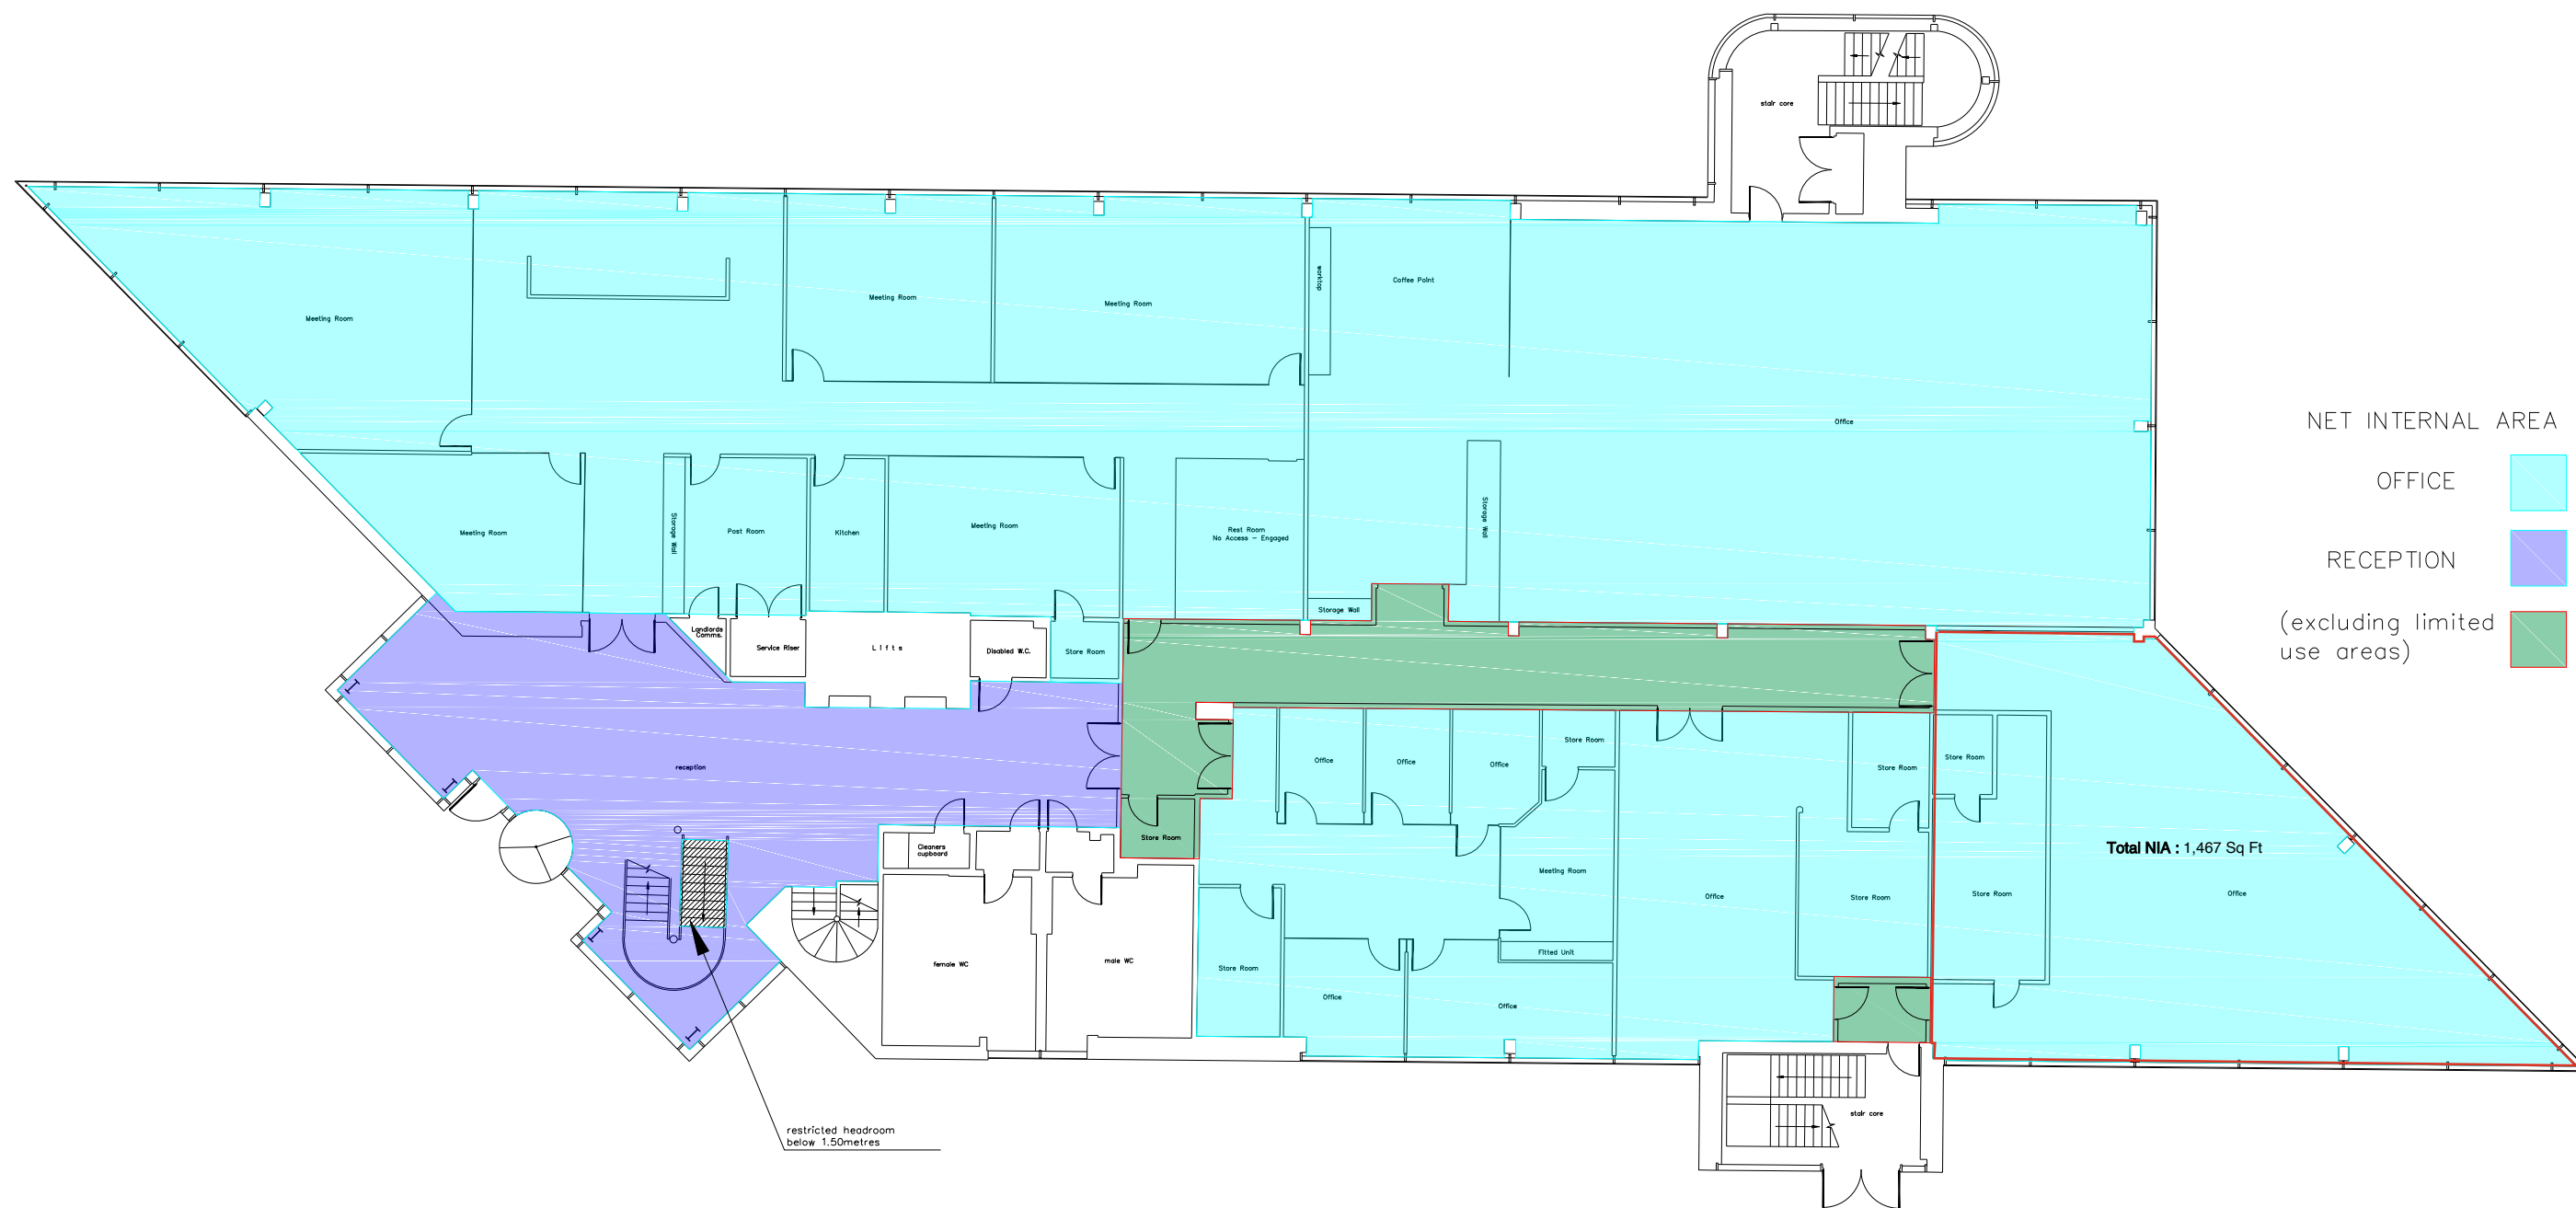 stair core
Meeting Room
Meeting Room
Meeting Room
worktop
Coffee Point
Office
NET INTERNAL AREA
OFFICE
RECEPTION
(excluding limited
use areas)
Meeting Room
Storage Wall
Post Room
Kitchen
Meeting Room
Rest Room
No Access - Engaged
Storage Wall
Storage Wall
Landlords
Comms.
Service Riser
Lifts
Disabled W.C.
Store Room
reception
Office
Office
Office
Store Room
Store Room
Store Room
Store Room
Cleaners
cupboard
Meeting Room
Total NIA : 1,467 Sq Ft
Office
Store Room
Store Room
Office
Fitted Unit
female WC
male WC
Store Room
Office
Office
stair core
restricted headroom
below 1.50metres